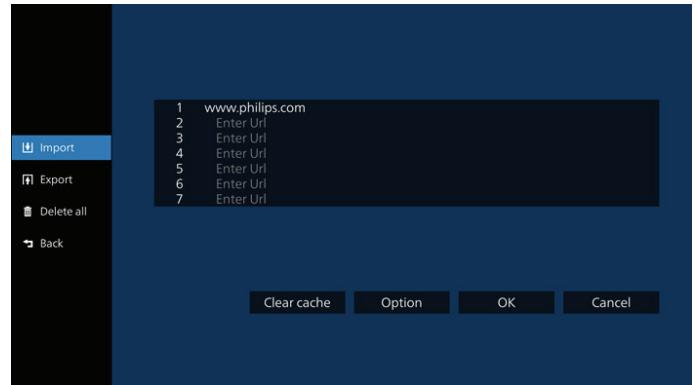 Import
Export
Delete all
Back
1 www.philips.com
2 Enter Url
3 Enter Url
4 Enter Url
5 Enter Url
6 Enter Url
7 Enter Url
Clear cache Option OK Cancel